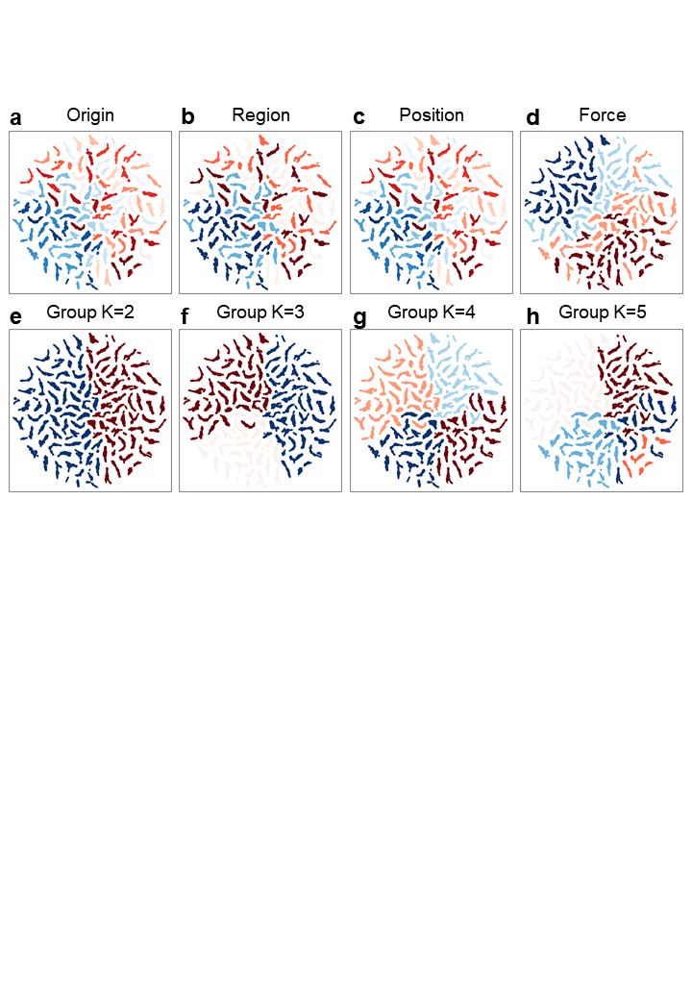 a Origin b Region c Position d Force
e Group K=2 f Group K=3 g Group K=4 h Group K=5